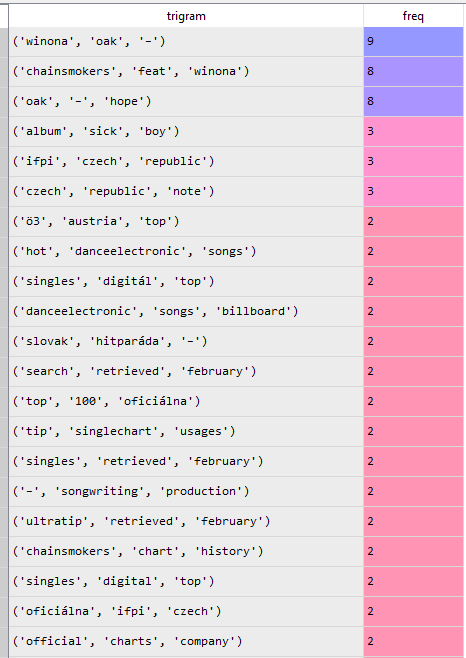 trigram freq
('winona', 'oak', '–') 9
('chainsmokers', 'feat', 'winona') 8
('oak', '–', 'hope') 8
('album', 'sick', 'boy') 3
('ifpi', 'czech', 'republic') 3
('czech', 'republic', 'note') 3
('ö3', 'austria', 'top') 2
('hot', 'danceelectronic', 'songs') 2
('singles', 'digitál', 'top') 2
('danceelectronic', 'songs', 'billboard') 2
('slovak', 'hitparáda', '–') 2
('search', 'retrieved', 'february') 2
('top', '100', 'oficiálna') 2
('tip', 'singlechart', 'usages') 2
('singles', 'retrieved', 'february') 2
('–', 'songwriting', 'production') 2
('ultratip', 'retrieved', 'february') 2
('chainsmokers', 'chart', 'history') 2
('singles', 'digital', 'top') 2
('oficiálna', 'ifpi', 'czech') 2
('official', 'charts', 'company') 2